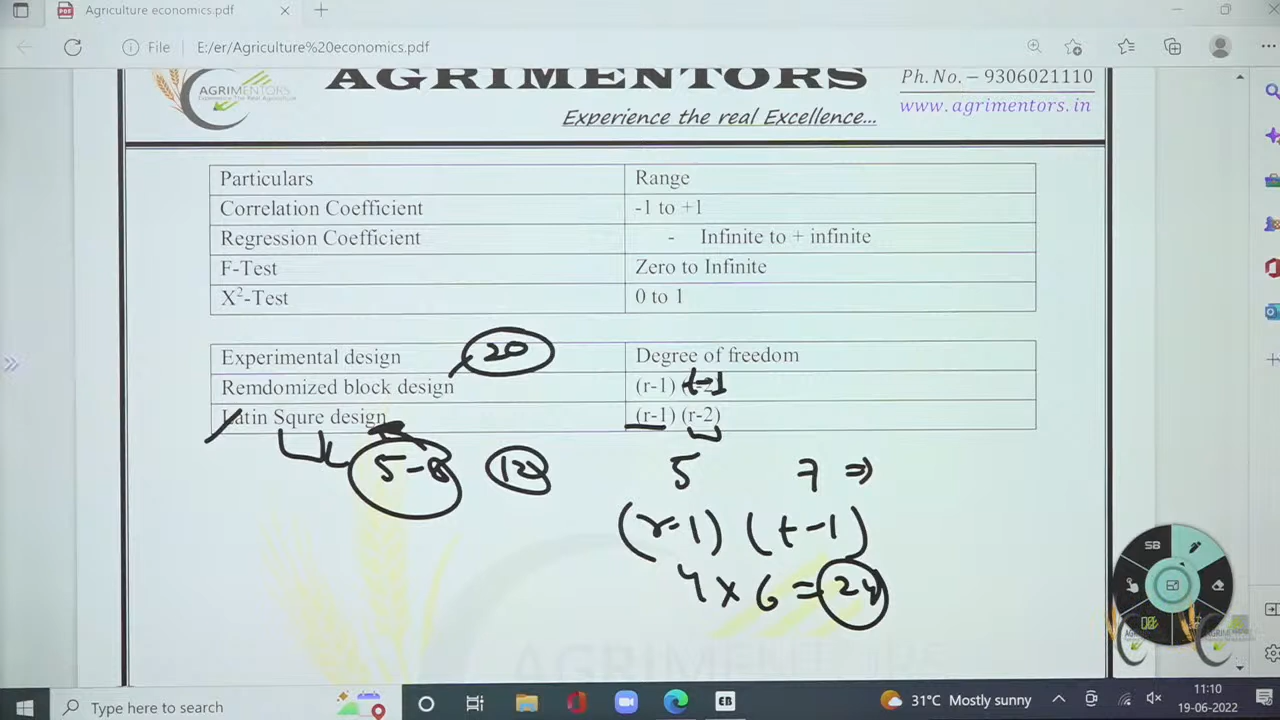 Agriculture economics.pdf
File E:/er/Agriculture%20economics.pdf
AGRIMENTORS
Experience the real Excellence...
Ph.No. – 9306021110
www.agrimentors.in
AGRIMENTORS
Particulars Range
Correlation Coefficient -1 to +1
Regression Coefficient - Infinite to + infinite
F-Test Zero to Infinite
X²-Test 0 to 1
20
Experimental design Degree of freedom
Remdomized block design (r-1) t-1
Latin Squre design (r-1) (r-2)
5-8 12 5 7 ⇒
(r-1) (t-1)
4 x 6 = 24
SB
Type here to search
EB
31°C Mostly sunny
11:10
19-06-2022